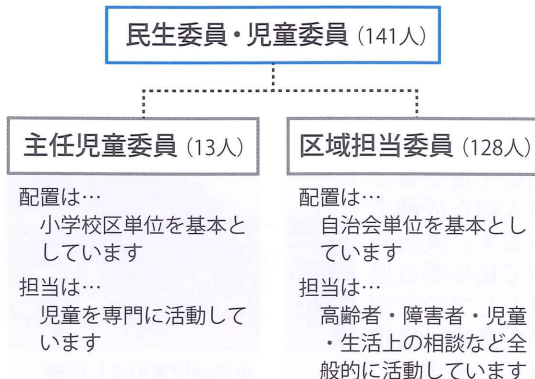 民生委員・児童委員（141人）
主任児童委員（13人）
配置は…
小学校区単位を基本と
しています
担当は…
児童を専門に活動して
います
区域担当委員（128人）
配置は…
自治会単位を基本とし
ています
担当は…
高齢者・障害者・児童
・生活上の相談など全
般的に活動しています